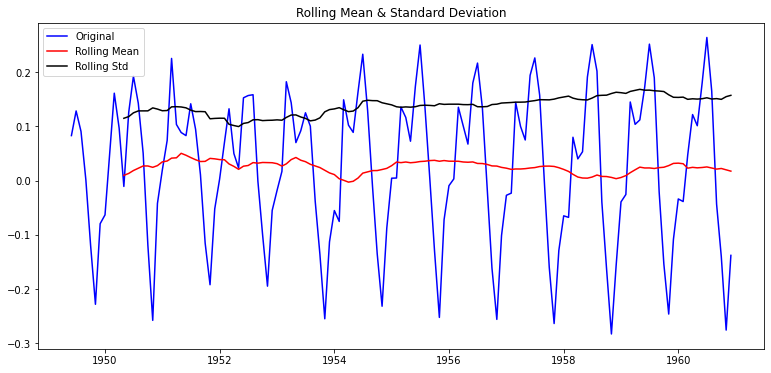 Rolling Mean & Standard Deviation
Original
Rolling Mean
Rolling Std
0.2
0.1
0.0
−0.1
−0.2
−0.3
1950 1952 1954 1956 1958 1960